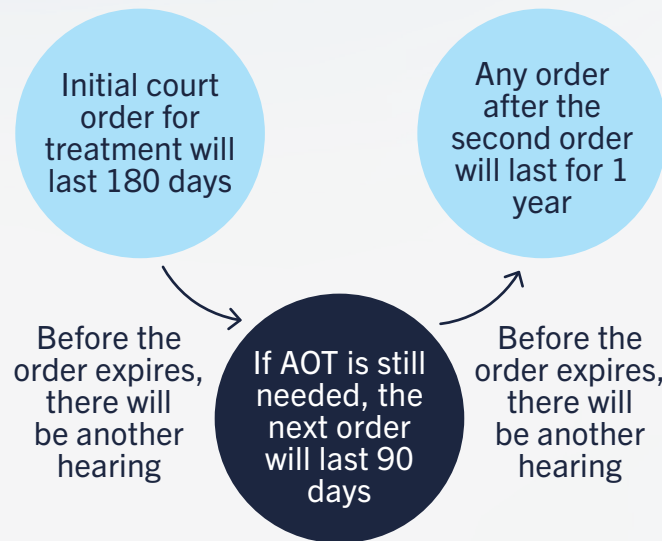 Initial court
order for
treatment will
last 180 days
Before the
order expires,
there will
be another
hearing
If AOT is still
needed, the
next order
will last 90
days
Before the
order expires,
there will
be another
hearing
Any order
after the
second order
will last for 1
year